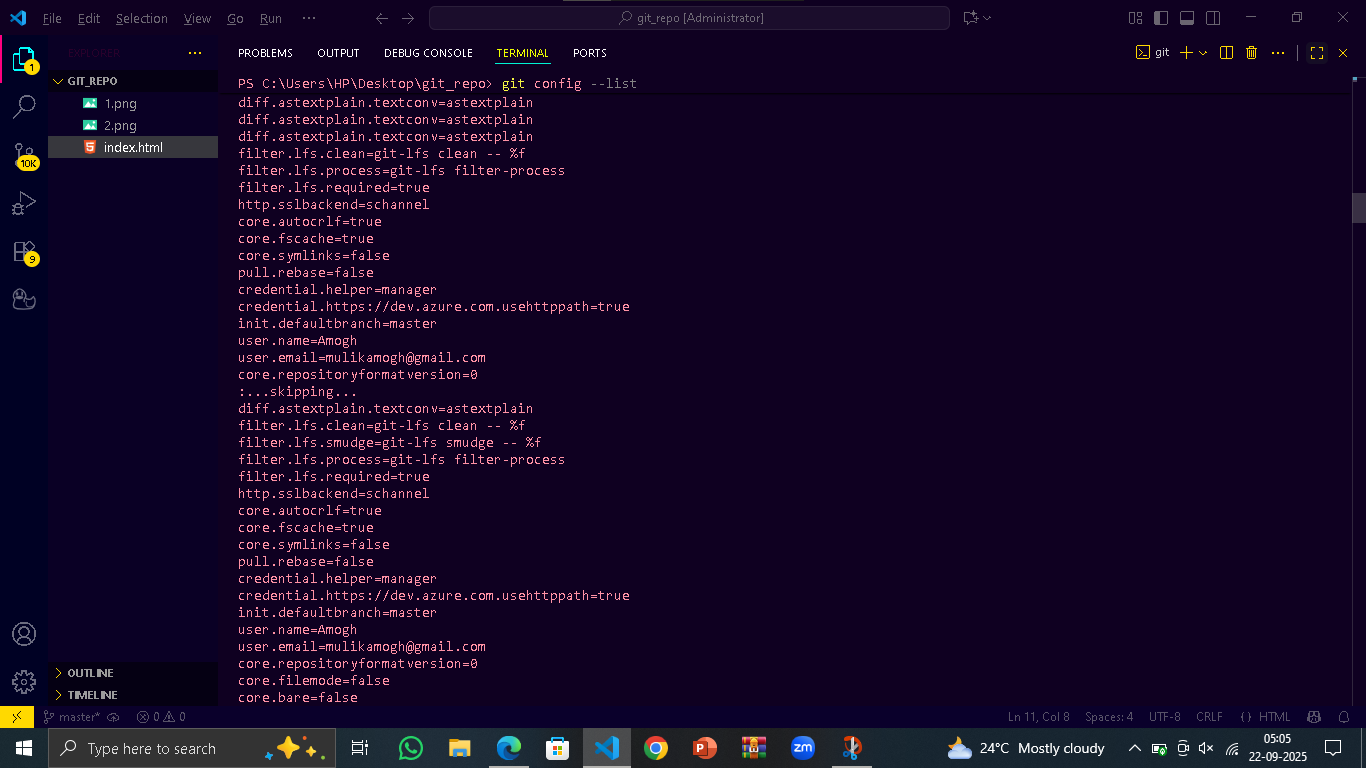 File Edit Selection View Go Run ··· git_repo [Administrator]
EXPLORER ···
PROBLEMS OUTPUT DEBUG CONSOLE TERMINAL PORTS git
GIT_REPO
1.png
2.png
index.html
OUTLINE
TIMELINE
1
10K
9
PS C:\Users\HP\Desktop\git_repo> git config --list
diff.astextplain.textconv=astextplain
diff.astextplain.textconv=astextplain
diff.astextplain.textconv=astextplain
filter.lfs.clean=git-lfs clean -- %f
filter.lfs.process=git-lfs filter-process
filter.lfs.required=true
http.sslbackend=schannel
core.autocrlf=true
core.fscache=true
core.symlinks=false
pull.rebase=false
credential.helper=manager
credential.https://dev.azure.com.usehttppath=true
init.defaultbranch=master
user.name=Amogh
user.email=mulikamogh@gmail.com
core.repositoryformatversion=0
:...skipping...
diff.astextplain.textconv=astextplain
filter.lfs.clean=git-lfs clean -- %f
filter.lfs.smudge=git-lfs smudge -- %f
filter.lfs.process=git-lfs filter-process
filter.lfs.required=true
http.sslbackend=schannel
core.autocrlf=true
core.fscache=true
core.symlinks=false
pull.rebase=false
credential.helper=manager
credential.https://dev.azure.com.usehttppath=true
init.defaultbranch=master
user.name=Amogh
user.email=mulikamogh@gmail.com
core.repositoryformatversion=0
core.filemode=false
core.bare=false
master* 0 0 Ln 11, Col 8 Spaces: 4 UTF-8 CRLF {} HTML
Type here to search
zm
24°C Mostly cloudy
05:05
22-09-2025